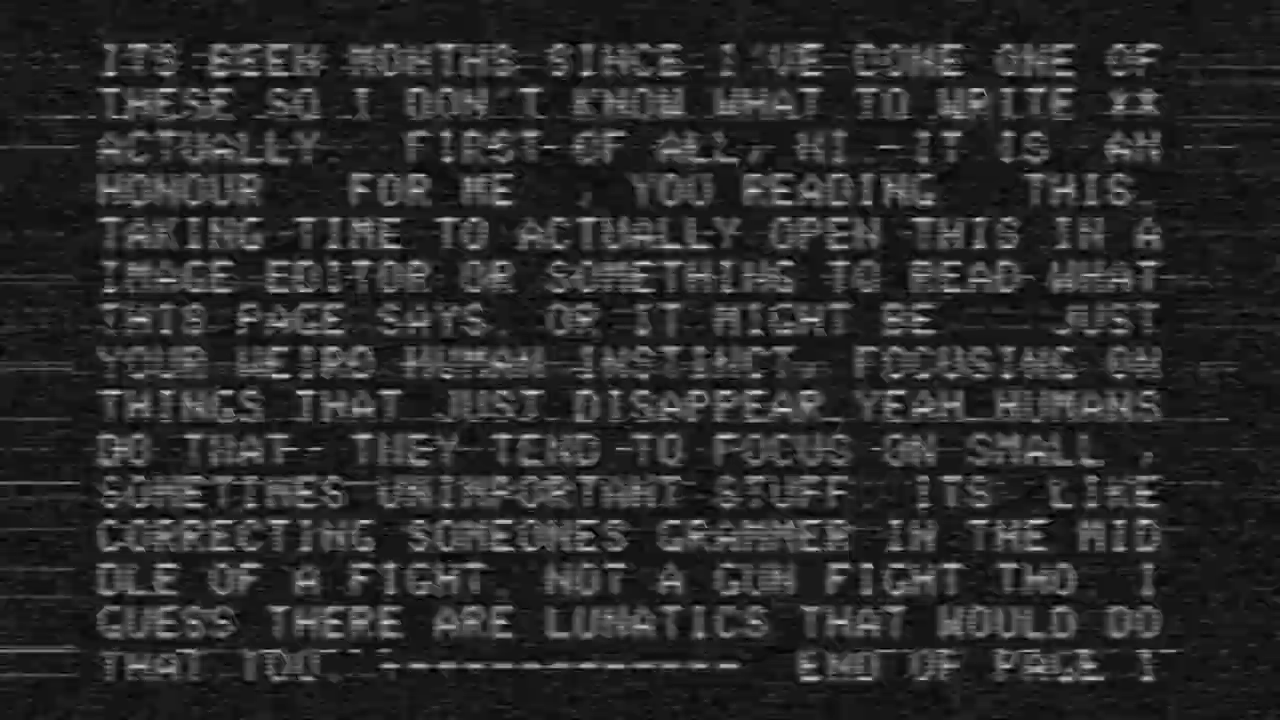 ITS BEEN MONTHS SINCE I'VE DONE ONE OF
THESE SO I DON'T KNOW WHAT TO WRITE XX
ACTUALLY. FIRST OF ALL, HI - IT IS AN
HONOUR FOR ME , YOU READING THIS.
TAKING TIME TO ACTUALLY OPEN THIS IN A
IMAGE EDITOR OR SOMETHING TO READ WHAT
THIS PAGE SAYS. OR IT MIGHT BE JUST
YOUR WEIRD HUMAN INSTINCT, FOCUSING ON
THINGS THAT JUST DISAPPEAR YEAH HUMANS
DO THAT- THEY TEND TO FOCUS ON SMALL ,
SOMETIMES UNIMPORTANT STUFF. ITS LIKE
CORRECTING SOMEONES GRAMMER IN THE MID
DLE OF A FIGHT. NOT A GUN FIGHT THO. I
GUESS THERE ARE LUNATICS THAT WOULD DO
THAT TOO. ------------- END OF PAGE 1